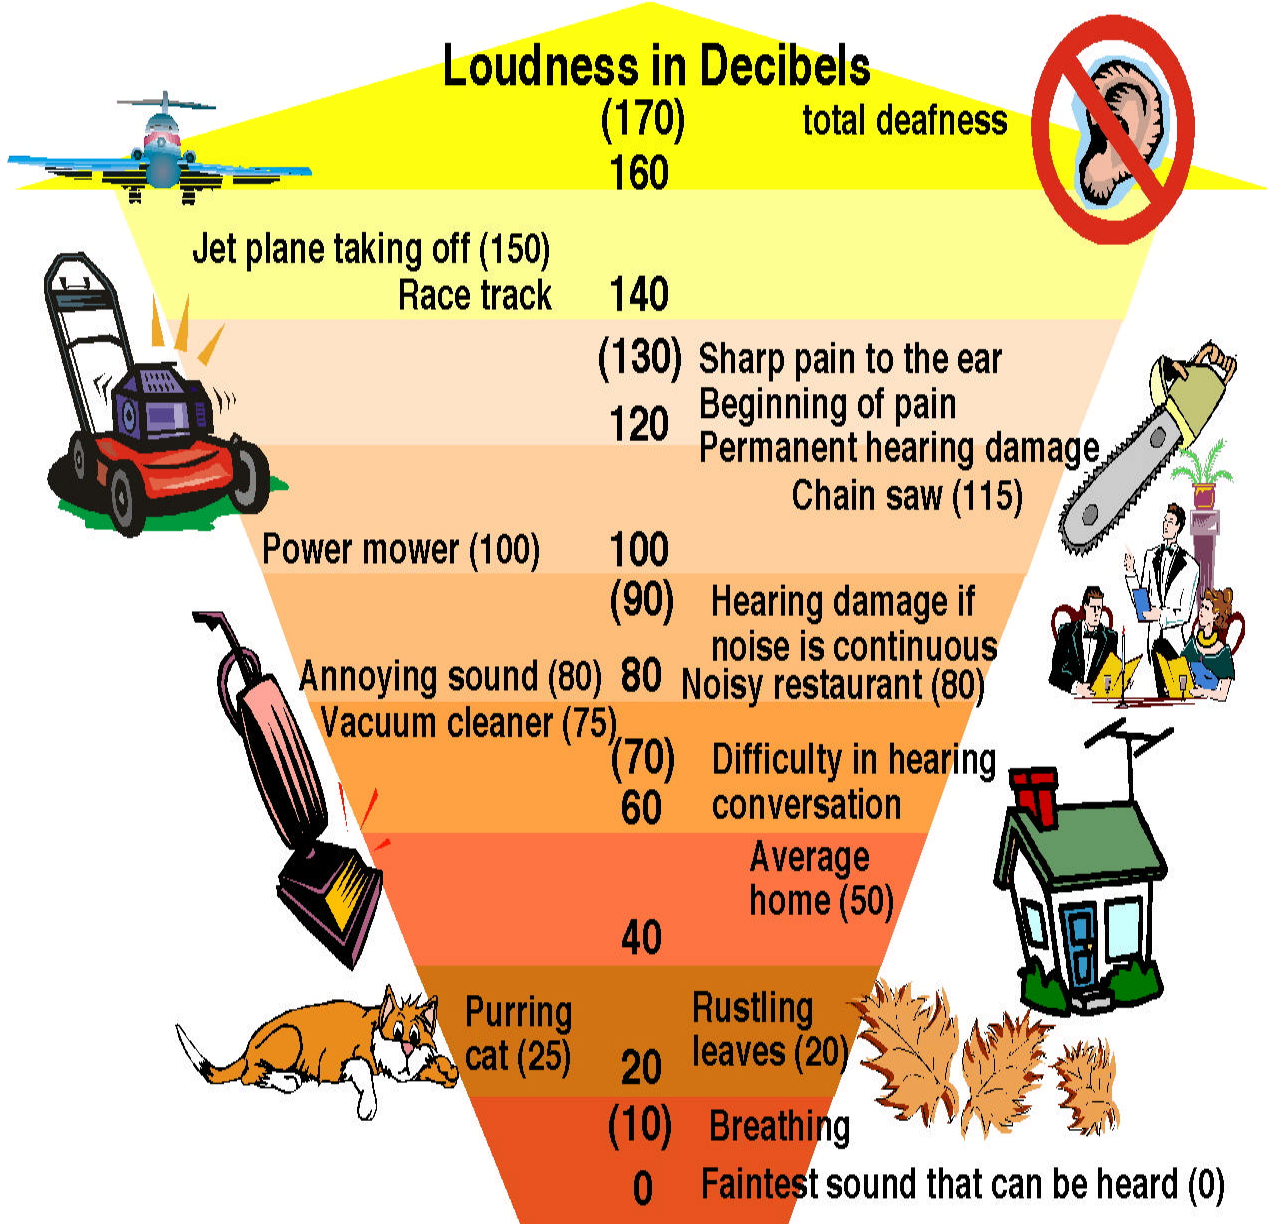 Loudness in Decibels
(170) total deafness
160
Jet plane taking off (150)
Race track 140
(130) Sharp pain to the ear
Beginning of pain
120
Permanent hearing damage
Chain saw (115)
Power mower (100) 100
(90) Hearing damage if
noise is continuous
Annoying sound (80) 80 Noisy restaurant (80)
Vacuum cleaner (75)
(70) Difficulty in hearing
60 conversation
Average
home (50)
40
Purring
cat (25)
Rustling
leaves (20)
20
(10) Breathing
0 Faintest sound that can be heard (0)